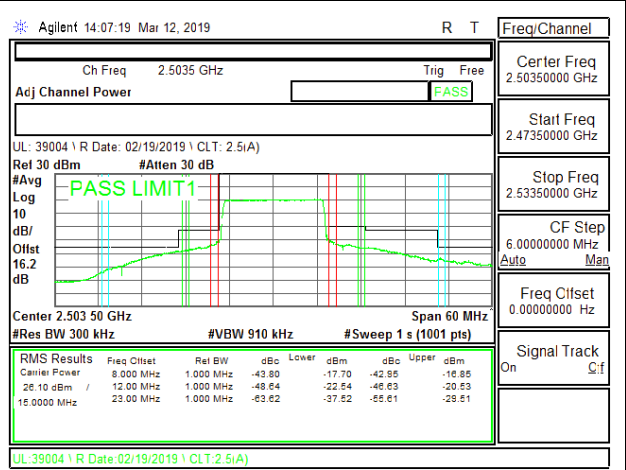 Agilent 14:07:19 Mar 12, 2019 R T
Freq/Channel
Ch Freq 2.5035 GHz Trig Free
Adj Channel Power PASS
UL: 39004 \ R Date: 02/19/2019 \ CLT: 2.5(A)
Ref 30 dBm #Atten 30 dB
#Avg
Log
10
dB/
Offst
16.2
dB
PASS LIMIT1
Center 2.503 50 GHz Span 60 MHz
#Res BW 300 kHz #VBW 910 kHz #Sweep 1 s (1001 pts)
RMS Results Freq Offset Ref BW dBc Lower dBm dBc Upper dBm
Carrier Power 8.000 MHz 1.000 MHz -43.80 -17.70 -42.95 -16.85
26.10 dBm / 12.00 MHz 1.000 MHz -48.64 -22.54 -46.63 -20.53
15.0000 MHz 23.00 MHz 1.000 MHz -63.62 -37.52 -55.61 -29.51
UL:39004 \ R Date:02/19/2019 \ CLT:2.5(A)
Center Freq
2.50350000 GHz
Start Freq
2.47350000 GHz
Stop Freq
2.53350000 GHz
CF Step
6.00000000 MHz
Auto Man
Freq Offset
0.00000000 Hz
Signal Track
On Off